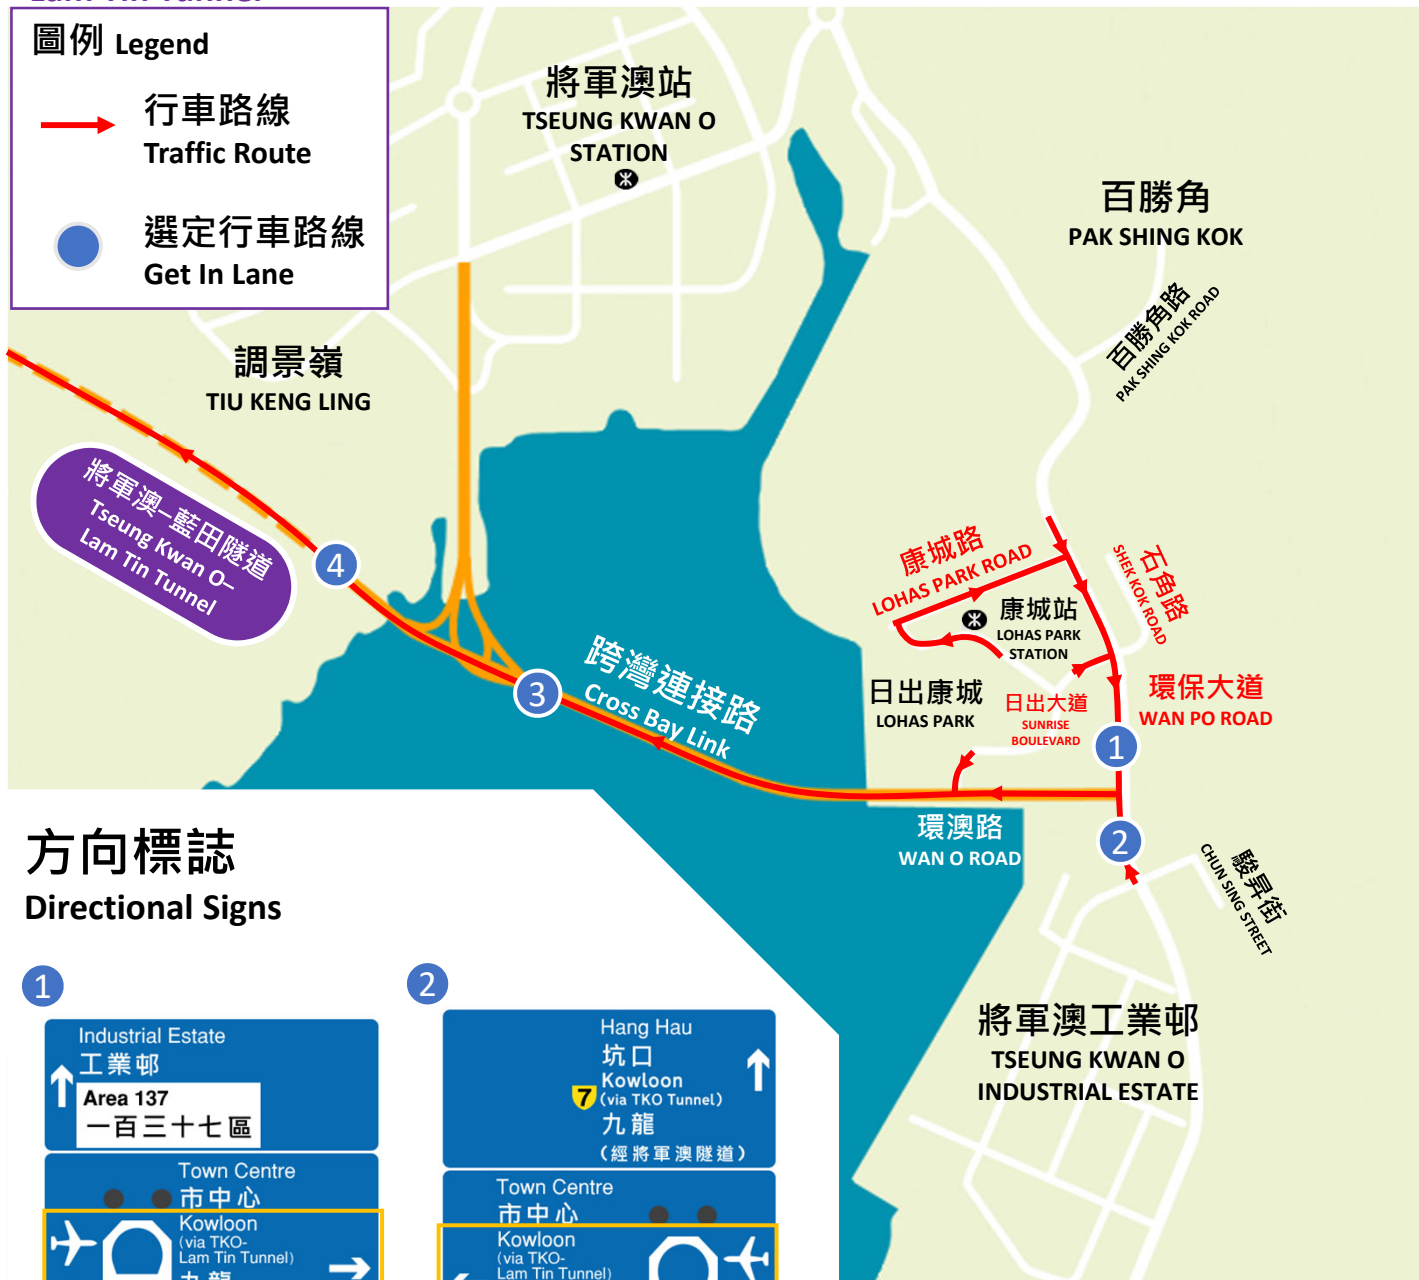 Lam Tin Tunnel
圖例 Legend
行車路線
Traffic Route
選定行車路線
Get In Lane
將軍澳站
TSEUNG KWAN O
STATION
百勝角
PAK SHING KOK
百勝角路
PAK SHING KOK ROAD
調景嶺
TIU KENG LING
將軍澳–藍田隧道
Tseung Kwan O–
Lam Tin Tunnel
4
康城路
LOHAS PARK ROAD
石角路
SHEK KOK ROAD
康城站
LOHAS PARK
STATION
跨灣連接路
Cross Bay Link
3
日出康城
LOHAS PARK
日出大道
SUNRISE
BOULEVARD
環保大道
WAN PO ROAD
1
環澳路
WAN O ROAD
2
駿昇街
CHUN SING STREET
方向標誌
Directional Signs
將軍澳工業邨
TSEUNG KWAN O
INDUSTRIAL ESTATE
1
Industrial Estate
工業邨
Area 137
一百三十七區
Town Centre
市中心
Kowloon
(via TKO-
Lam Tin Tunnel)
九龍
2
Hang Hau
坑口
7
Kowloon
(via TKO Tunnel)
九龍
(經將軍澳隧道)
Town Centre
市中心
Kowloon
(via TKO-
Lam Tin Tunnel)